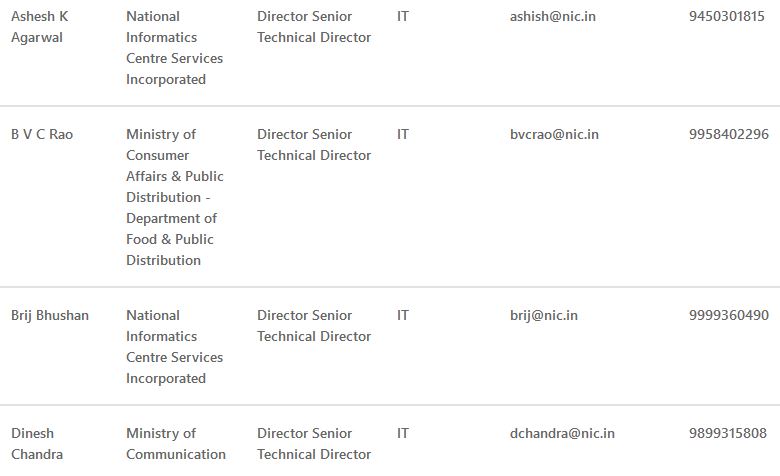 Ashesh K National Director Senior IT ashish@nic.in 9450301815
Agarwal Informatics Technical Director
Centre Services
Incorporated
B V C Rao Ministry of Director Senior IT bvcrao@nic.in 9958402296
Consumer Technical Director
Affairs & Public
Distribution -
Department of
Food & Public
Distribution
Brij Bhushan National Director Senior IT brij@nic.in 9999360490
Informatics Technical Director
Centre Services
Incorporated
Dinesh Ministry of Director Senior IT dchandra@nic.in 9899315808
Chandra Communication Technical Director